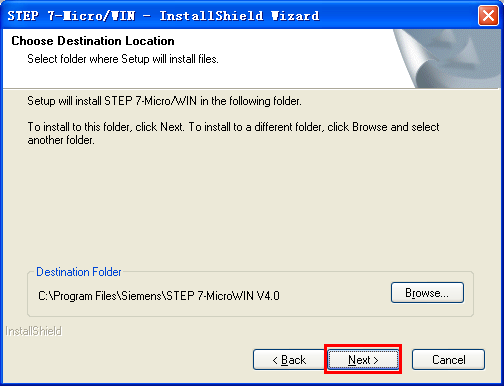 STEP 7-Micro/WIN - InstallShield Wizard
Choose Destination Location
Select folder where Setup will install files.
Setup will install STEP 7-Micro/WIN in the following folder.
To install to this folder, click Next. To install to a different folder, click Browse and select
another folder.
Destination Folder
C:\Program Files\Siemens\STEP 7-MicroWIN V4.0
Browse...
InstallShield
< Back
Next >
Cancel